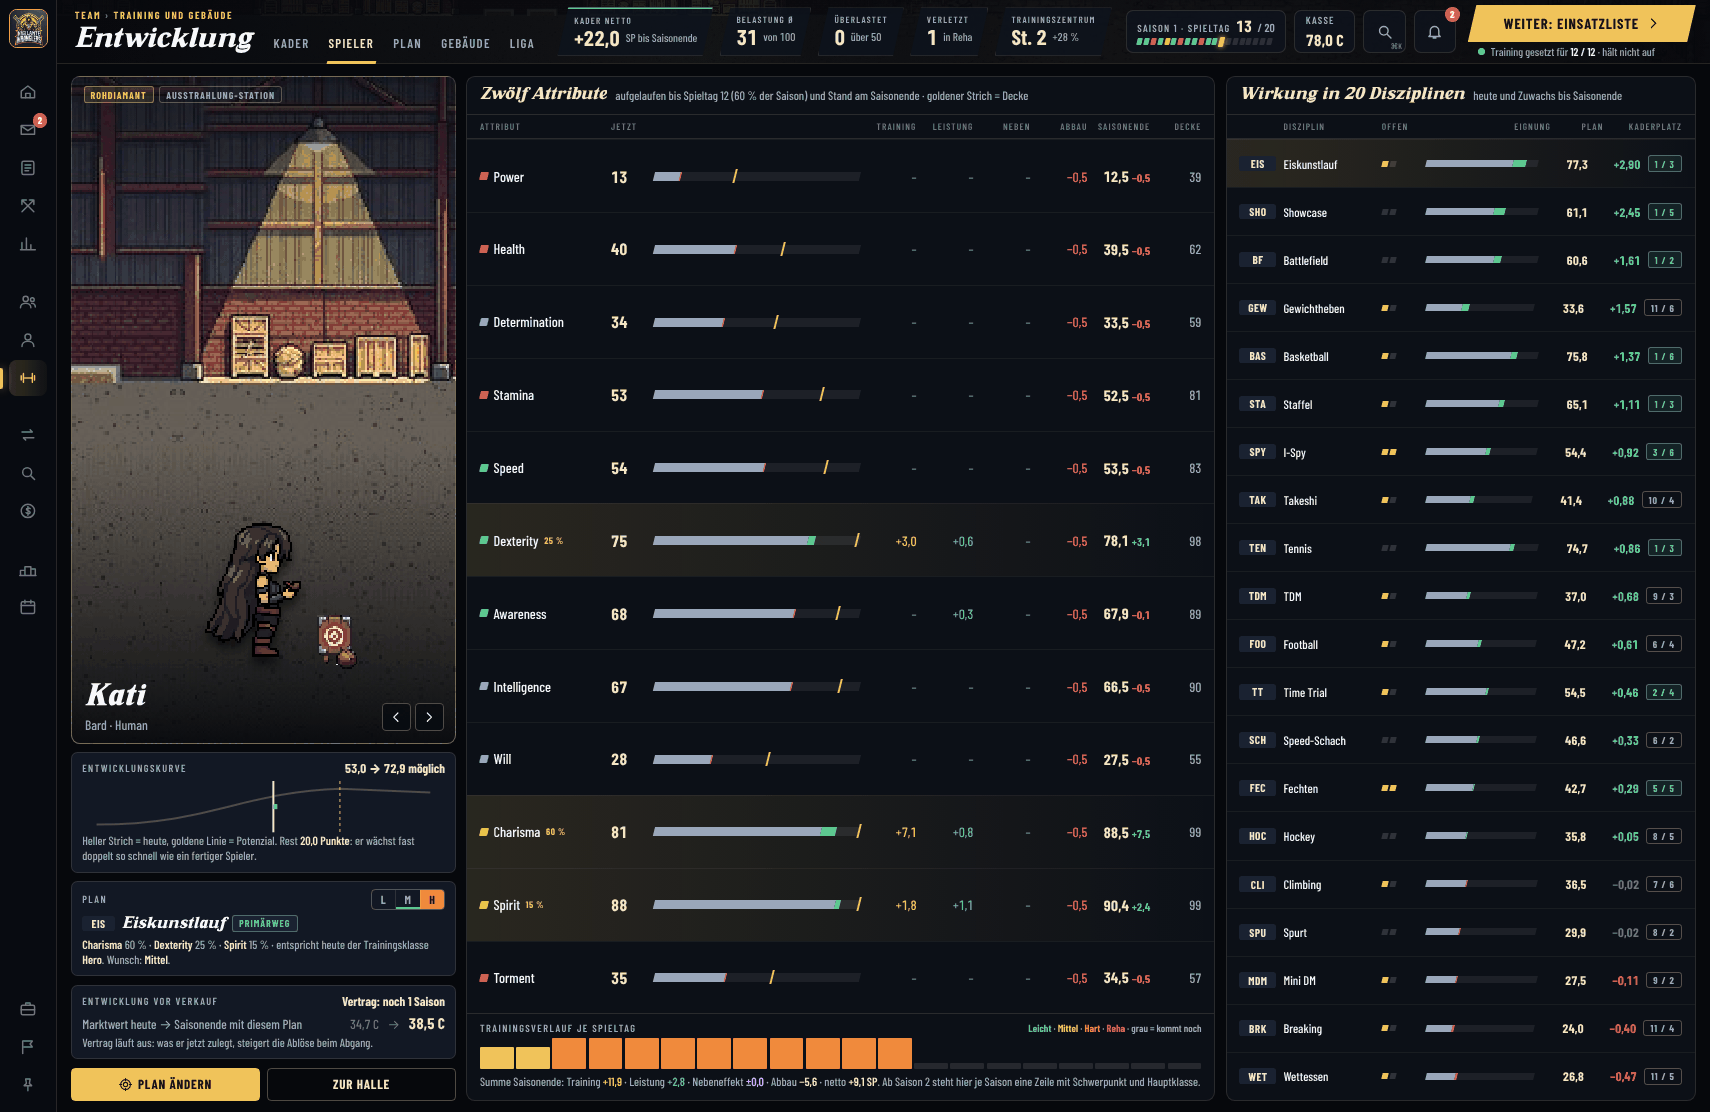 TEAM › TRAINING UND GEBÄUDE
Entwicklung
KADER SPIELER PLAN GEBÄUDE LIGA
KADER NETTO
+22,0 SP bis Saisonende
BELASTUNG Ø
31 von 100
ÜBERLASTET
0 über 50
VERLETZT
1 in Reha
TRAININGSZENTRUM
St. 2 +28 %
SAISON 1 · SPIELTAG 13 / 20
KASSE
78,0 C
⌘K
2
WEITER: EINSATZLISTE
Training gesetzt für 12 / 12 · hält nicht auf
2
ROHDIAMANT AUSSTRAHLUNG-STATION
Kati
Bard · Human
ENTWICKLUNGSKURVE 53,0 → 72,9 möglich
Heller Strich = heute, goldene Linie = Potenzial. Rest 20,0 Punkte: er wächst fast
doppelt so schnell wie ein fertiger Spieler.
PLAN L M H
EIS Eiskunstlauf PRIMÄRWEG
Charisma 60 % · Dexterity 25 % · Spirit 15 % · entspricht heute der Trainingsklasse
Hero. Wunsch: Mittel.
ENTWICKLUNG VOR VERKAUF Vertrag: noch 1 Saison
Marktwert heute → Saisonende mit diesem Plan 34,7 C → 38,5 C
Vertrag läuft aus: was er jetzt zulegt, steigert die Ablöse beim Abgang.
PLAN ÄNDERN
ZUR HALLE
Zwölf Attribute aufgelaufen bis Spieltag 12 (60 % der Saison) und Stand am Saisonende · goldener Strich = Decke
ATTRIBUT JETZT TRAINING LEISTUNG NEBEN ABBAU SAISONENDE DECKE
Power 13 – – – −0,5 12,5 −0,5 39
Health 40 – – – −0,5 39,5 −0,5 62
Determination 34 – – – −0,5 33,5 −0,5 59
Stamina 53 – – – −0,5 52,5 −0,5 81
Speed 54 – – – −0,5 53,5 −0,5 83
Dexterity 25 % 75 +3,0 +0,6 – −0,5 78,1 +3,1 98
Awareness 68 – +0,3 – −0,5 67,9 −0,1 89
Intelligence 67 – – – −0,5 66,5 −0,5 90
Will 28 – – – −0,5 27,5 −0,5 55
Charisma 60 % 81 +7,1 +0,8 – −0,5 88,5 +7,5 99
Spirit 15 % 88 +1,8 +1,1 – −0,5 90,4 +2,4 99
Torment 35 – – – −0,5 34,5 −0,5 57
TRAININGSVERLAUF JE SPIELTAG Leicht · Mittel · Hart · Reha · grau = kommt noch
Summe Saisonende: Training +11,9 · Leistung +2,8 · Nebeneffekt ±0,0 · Abbau −5,6 · netto +9,1 SP. Ab Saison 2 steht hier je Saison eine Zeile mit Schwerpunkt und Hauptklasse.
Wirkung in 20 Disziplinen heute und Zuwachs bis Saisonende
DISZIPLIN OFFEN EIGNUNG PLAN KADERPLATZ
EIS Eiskunstlauf 77,3 +2,90 1 / 3
SHO Showcase 61,1 +2,45 1 / 5
BF Battlefield 60,6 +1,61 1 / 2
GEW Gewichtheben 33,6 +1,57 11 / 6
BAS Basketball 75,8 +1,37 1 / 6
STA Staffel 65,1 +1,11 1 / 3
SPY I-Spy 54,4 +0,92 3 / 6
TAK Takeshi 41,4 +0,88 10 / 4
TEN Tennis 74,7 +0,86 1 / 3
TDM TDM 37,0 +0,68 9 / 3
FOO Football 47,2 +0,61 6 / 4
TT Time Trial 54,5 +0,46 2 / 4
SCH Speed-Schach 46,6 +0,33 6 / 2
FEC Fechten 42,7 +0,29 5 / 5
HOC Hockey 35,8 +0,05 8 / 5
CLI Climbing 36,5 −0,02 7 / 6
SPU Spurt 29,9 −0,02 8 / 2
MDM Mini DM 27,5 −0,11 9 / 2
BRK Breaking 24,0 −0,40 11 / 4
WET Wettessen 26,8 −0,47 11 / 5